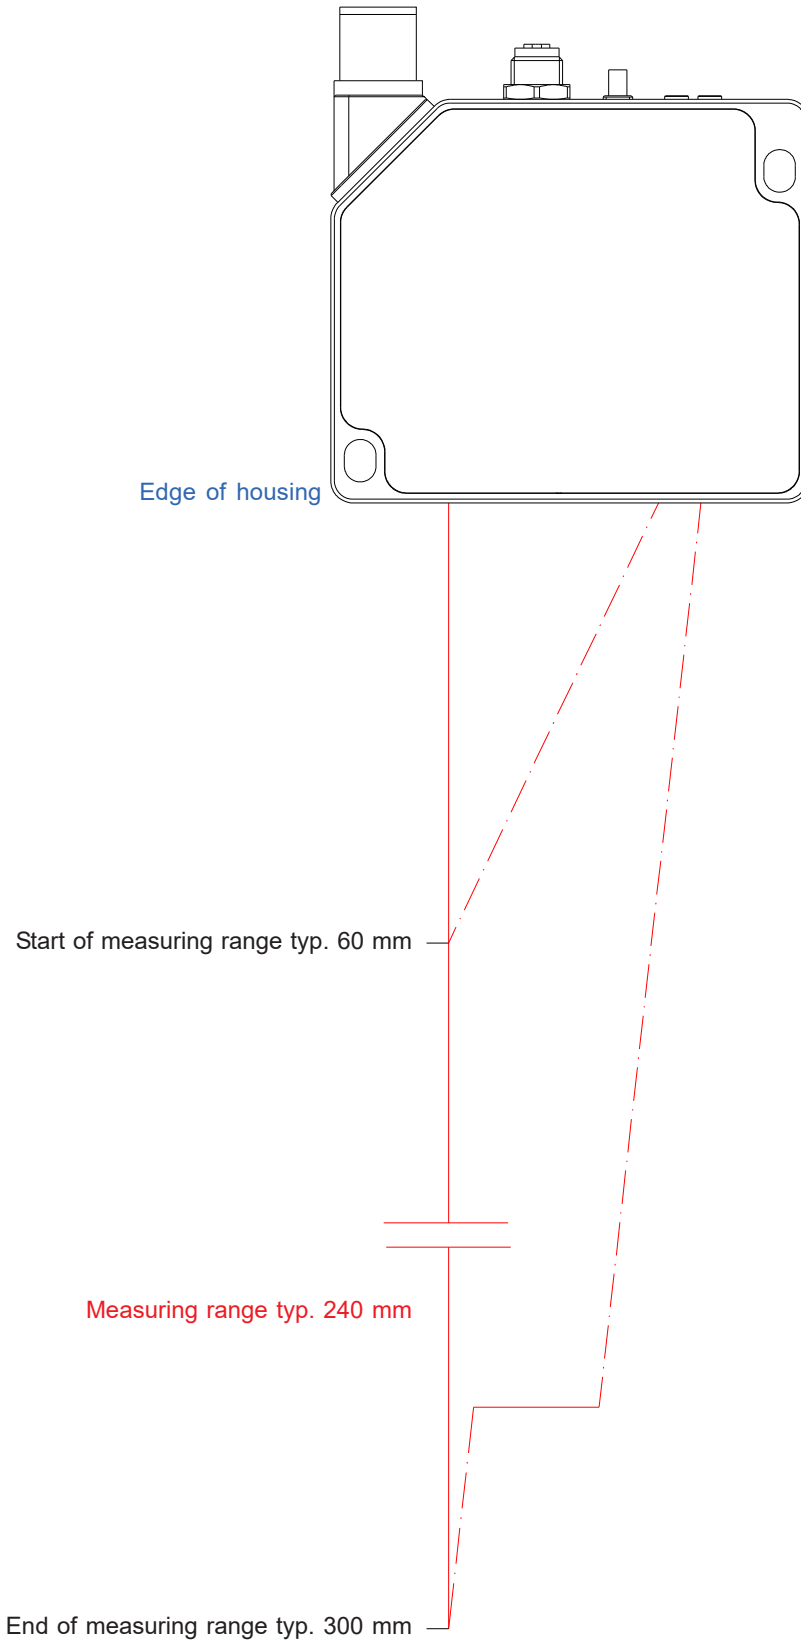 Edge of housing
Start of measuring range typ. 60 mm
Measuring range typ. 240 mm
End of measuring range typ. 300 mm